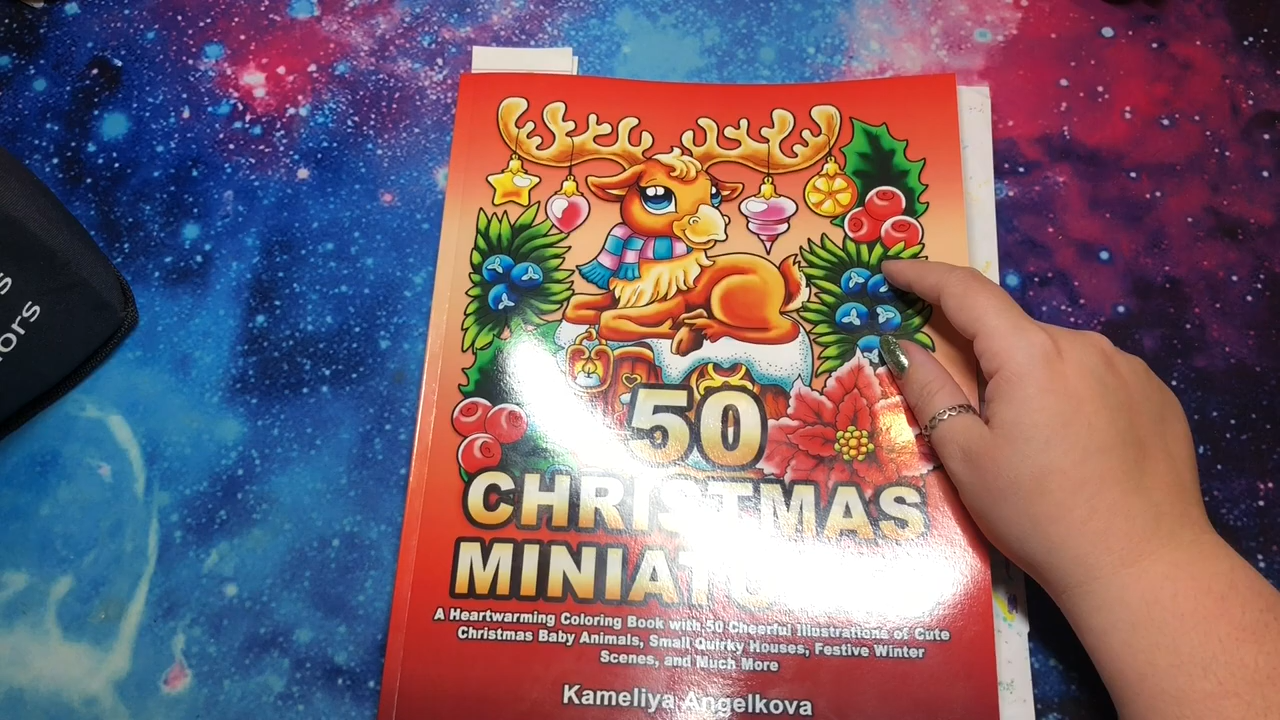 s
ors
50
CHRISTMAS
A Heartwarming Coloring Book with 50 Cheerful Illustrations of Cute
Christmas Baby Animals, Small Quirky Houses, Festive Winter
Scenes, and Much More
Kameliya Angelkova